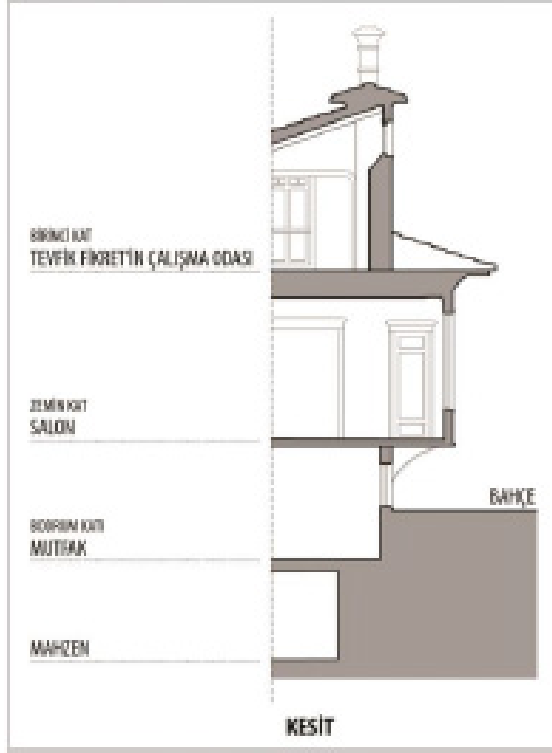 BİRİNCİ KAT
TEVFİK FİKRET'İN ÇALIŞMA ODASI
ZEMİN KAT
SALON
BAHÇE
BODRUM KATI
MUTFAK
MAHZEN
KESİT